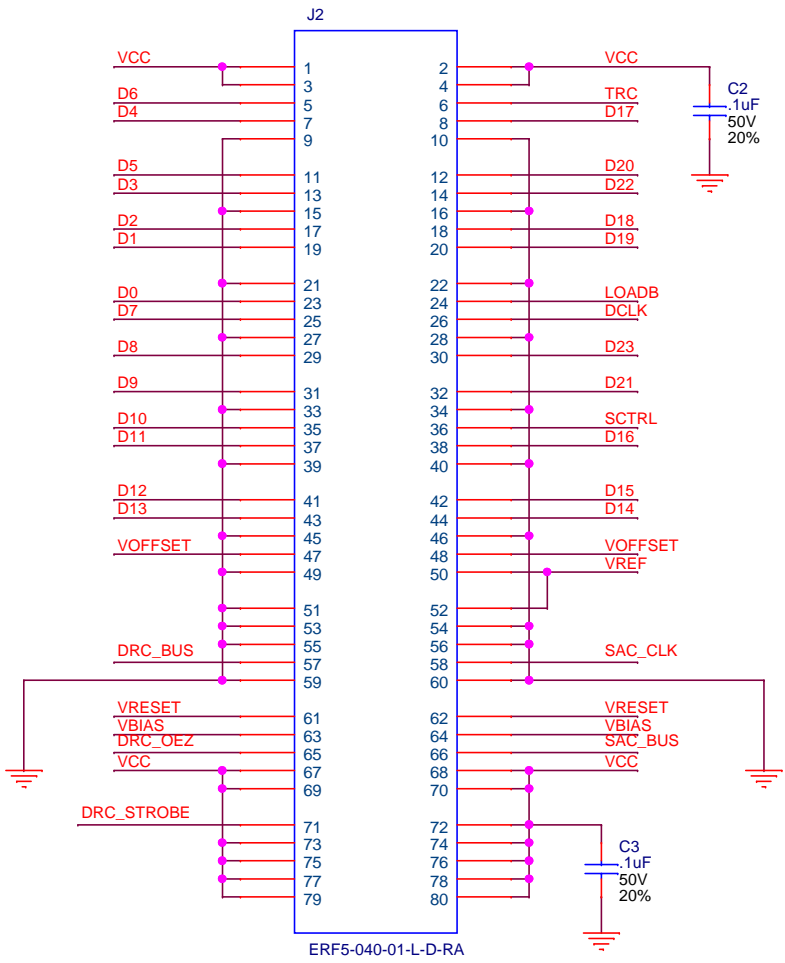 J2
VCC 1 2 VCC
3 4
D6 5 6 TRC
D4 7 8 D17
9 10
D5 11 12 D20
D3 13 14 D22
15 16
D2 17 18 D18
D1 19 20 D19
21 22
D0 23 24 LOADB
D7 25 26 DCLK
27 28
D8 29 30 D23
D9 31 32 D21
33 34
D10 35 36 SCTRL
D11 37 38 D16
39 40
D12 41 42 D15
D13 43 44 D14
45 46
VOFFSET 47 48 VOFFSET
49 50 VREF
51 52
53 54
55 56
DRC_BUS 57 58 SAC_CLK
59 60
VRESET 61 62 VRESET
VBIAS 63 64 VBIAS
DRC_OEZ 65 66 SAC_BUS
VCC 67 68 VCC
69 70
DRC_STROBE 71 72
73 74
75 76
77 78
79 80
ERF5-040-01-L-D-RA
C2
.1uF
50V
20%
C3
.1uF
50V
20%